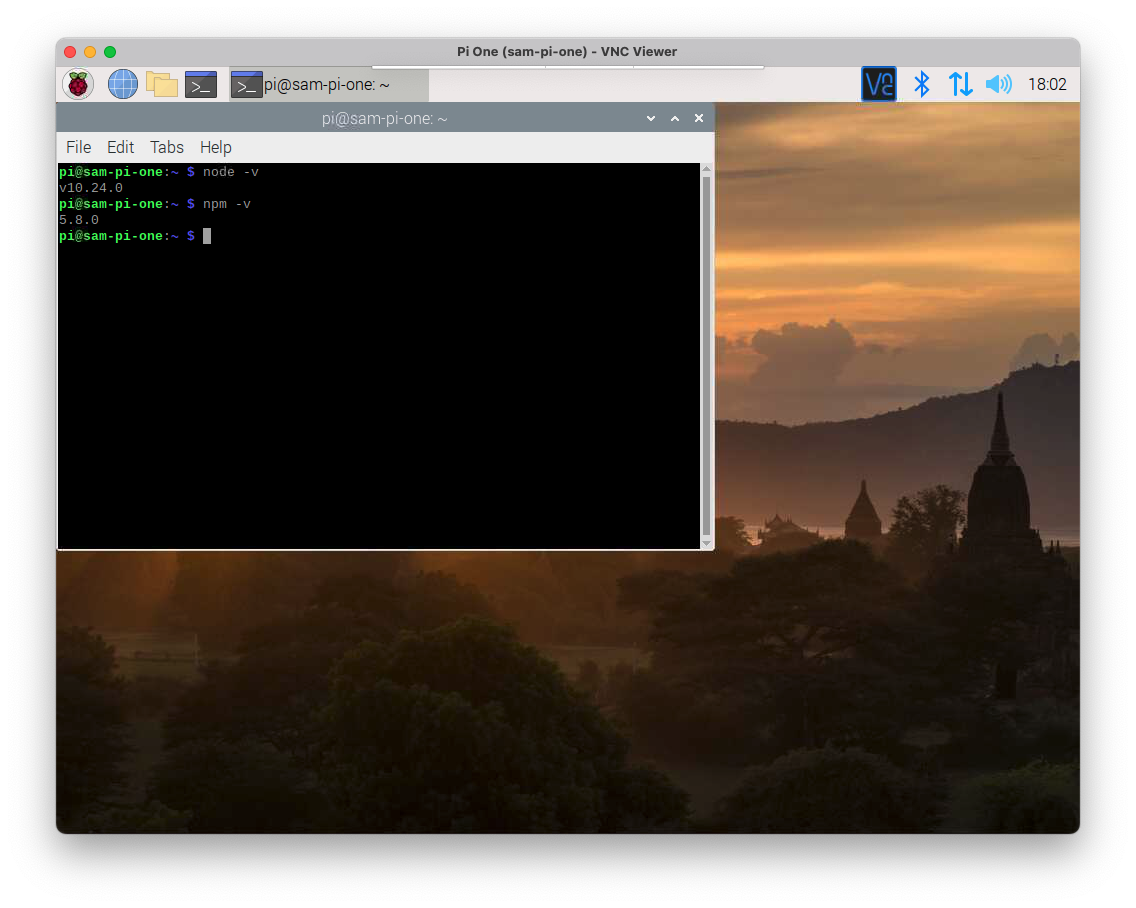 Pi One (sam-pi-one) - VNC Viewer
pi@sam-pi-one: ~
18:02
pi@sam-pi-one: ~
File Edit Tabs Help
pi@sam-pi-one:~ $ node -v
v10.24.0
pi@sam-pi-one:~ $ npm -v
5.8.0
pi@sam-pi-one:~ $